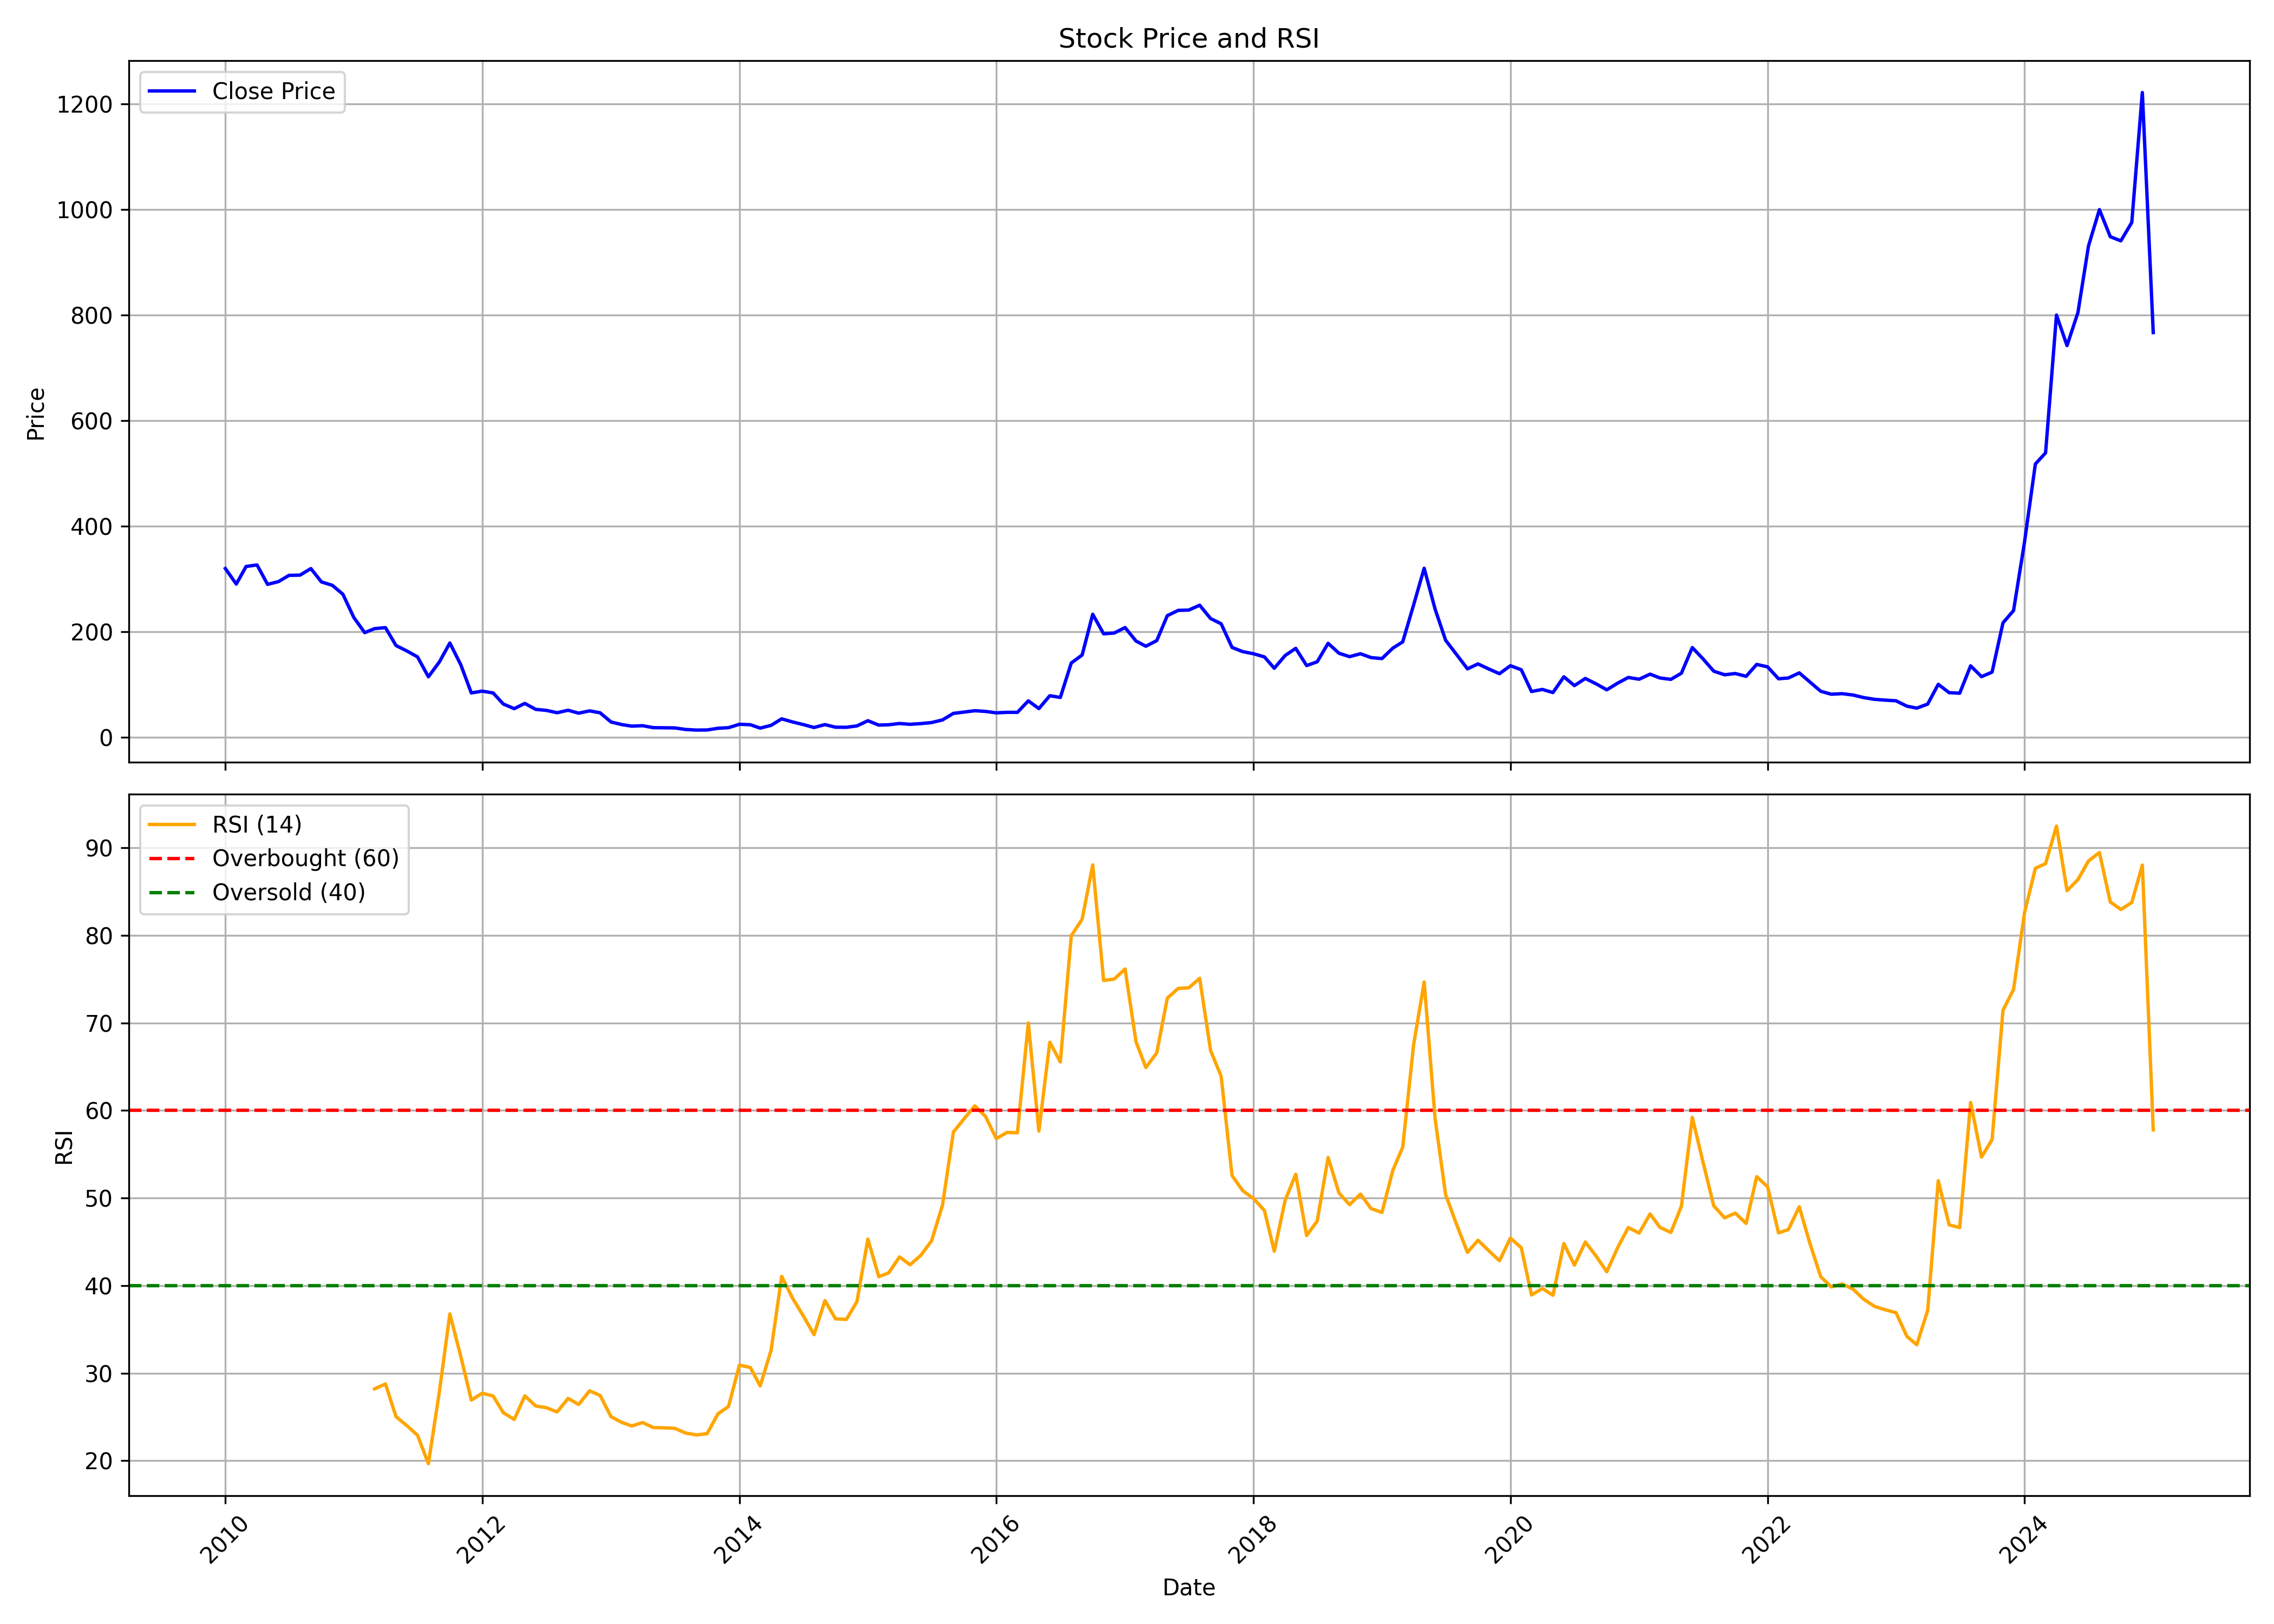 Stock Price and RSI
Close Price
1200
1000
800
600
400
200
0
Price
RSI (14)
Overbought (60)
Oversold (40)
90
80
70
60
50
40
30
20
RSI
2010
2012
2014
2016
2018
2020
2022
2024
Date